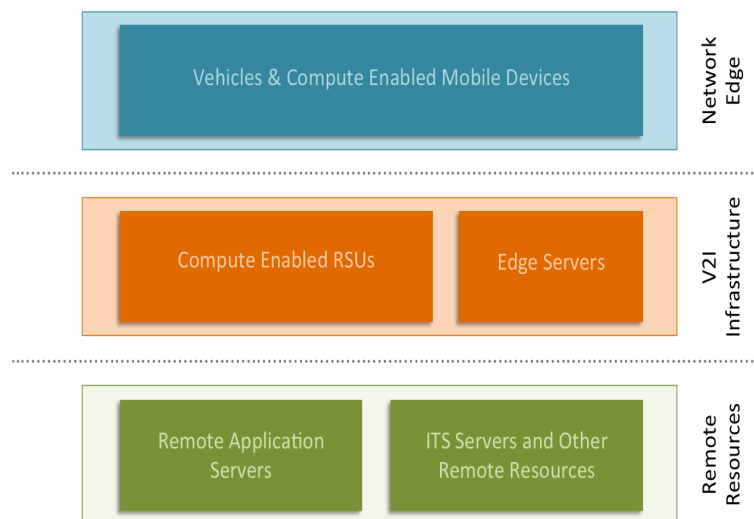 Vehicles & Compute Enabled Mobile Devices
Network
Edge
Compute Enabled RSUs
Edge Servers
V2I
Infrastructure
Remote Application
Servers
ITS Servers and Other
Remote Resources
Remote
Resources